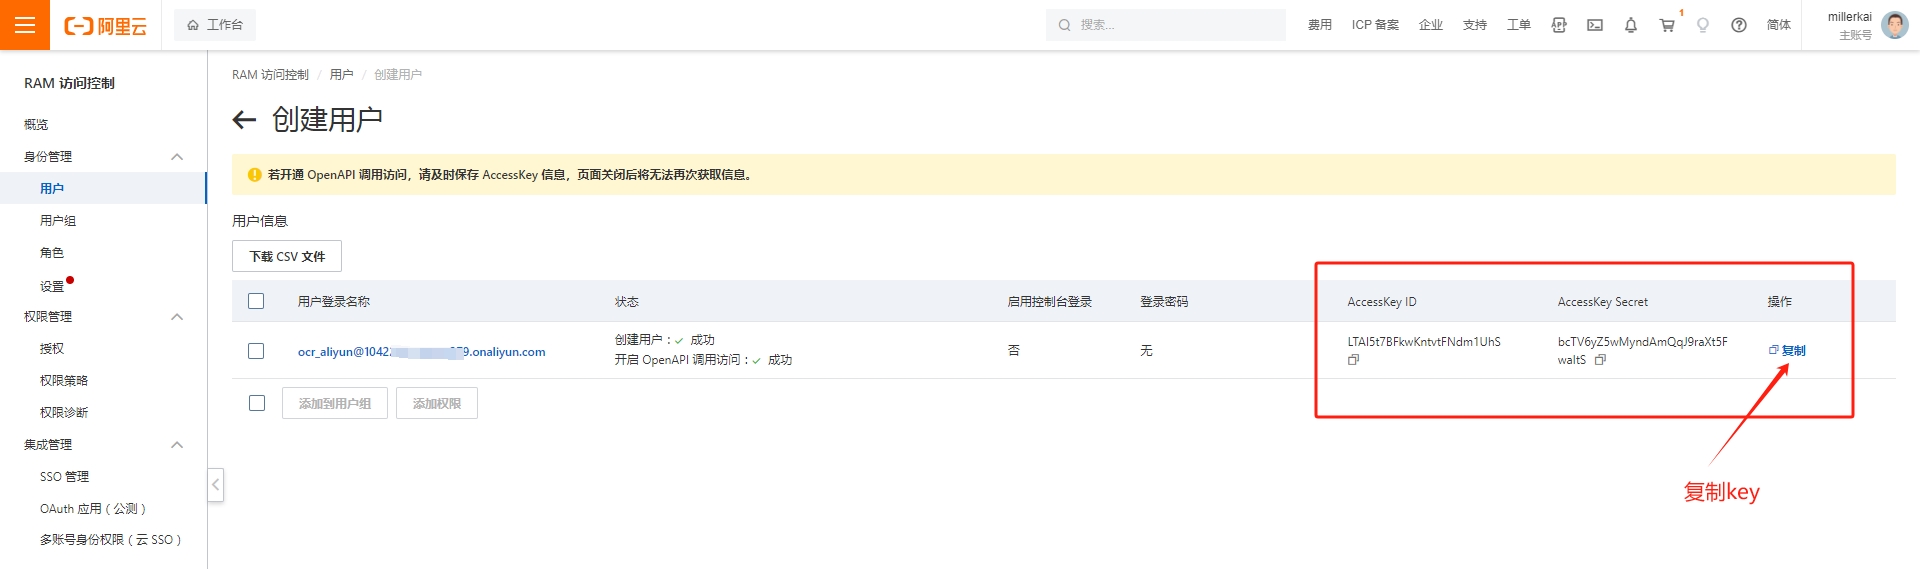 阿里云
工作台
搜索...
费用
ICP 备案
企业
支持
工单
1
简体
millerkai
主账号
RAM 访问控制
概览
身份管理
用户
用户组
角色
设置
权限管理
授权
权限策略
权限诊断
集成管理
SSO 管理
OAuth 应用（公测）
多账号身份权限（云 SSO）
RAM 访问控制 / 用户 / 创建用户
创建用户
若开通 OpenAPI 调用访问，请及时保存 AccessKey 信息，页面关闭后将无法再次获取信息。
用户信息
下载 CSV 文件
用户登录名称 状态 启用控制台登录 登录密码 AccessKey ID AccessKey Secret 操作
ocr_aliyun@1042
079.onaliyun.com
创建用户：✓ 成功
开启 OpenAPI 调用访问：✓ 成功
否
无
LTAI5t7BFkwKntvtFNdm1UhS
bcTV6yZ5wMyndAmQqJ9raXt5F
waItS
复制
添加到用户组
添加权限
复制key